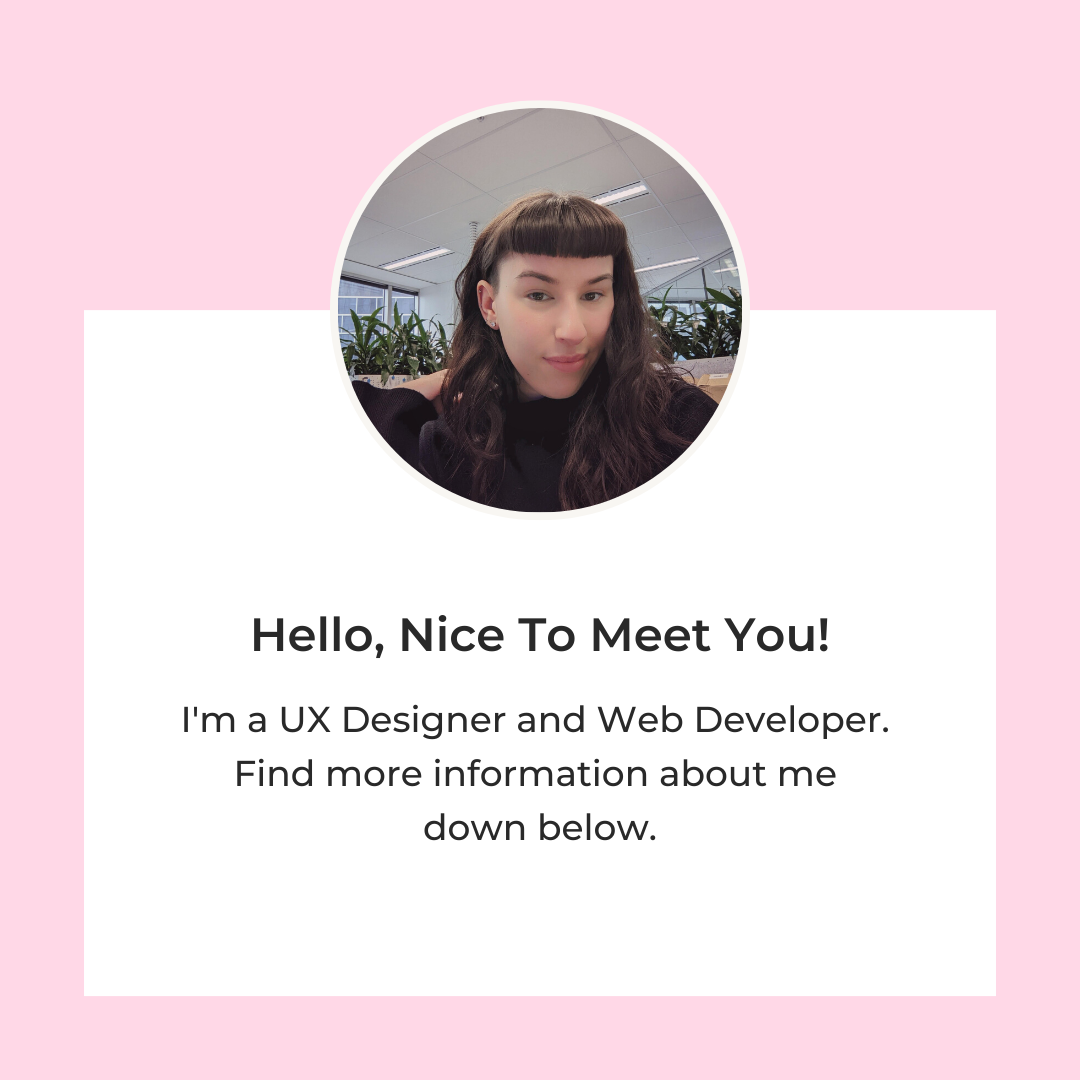 Hello, Nice To Meet You!
I'm a UX Designer and Web Developer.
Find more information about me
down below.